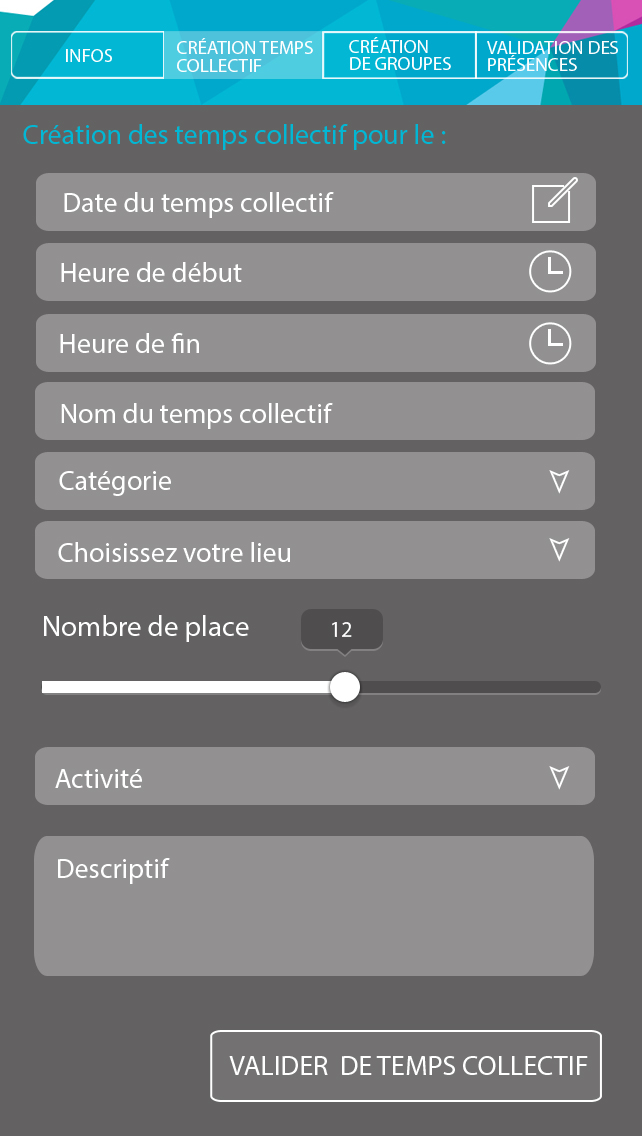 INFOS
CRÉATION TEMPS
COLLECTIF
CRÉATION
DE GROUPES
VALIDATION DES
PRÉSENCES
Création des temps collectif pour le :
Date du temps collectif
Heure de début
Heure de fin
Nom du temps collectif
Catégorie
Choisissez votre lieu
Nombre de place
12
Activité
Descriptif
VALIDER DE TEMPS COLLECTIF